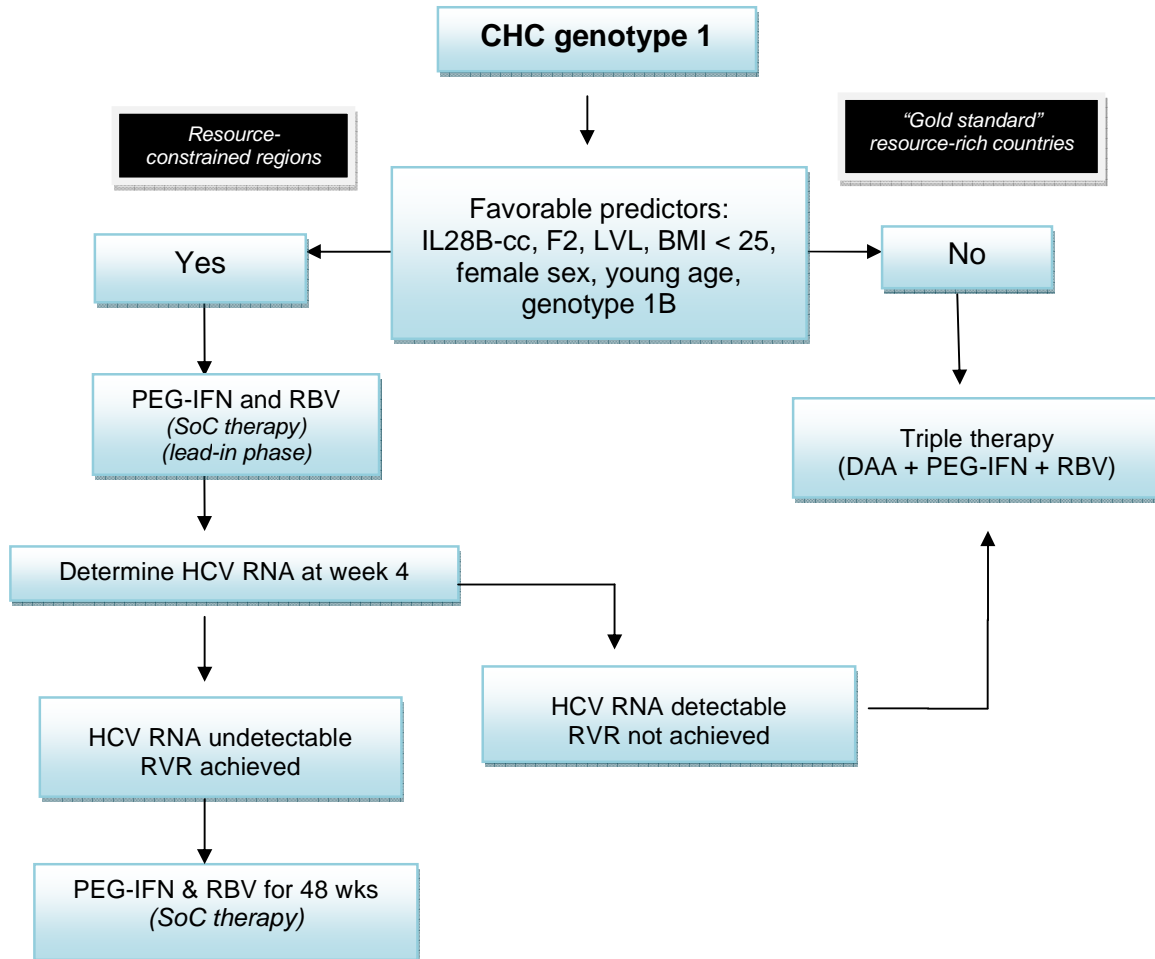 CHC genotype 1
Resource-
constrained regions
“Gold standard”
resource-rich countries
Favorable predictors:
IL28B-cc, F2, LVL, BMI < 25,
female sex, young age,
genotype 1B
Yes
No
PEG-IFN and RBV
(SoC therapy)
(lead-in phase)
Triple therapy
(DAA + PEG-IFN + RBV)
Determine HCV RNA at week 4
HCV RNA undetectable
RVR achieved
HCV RNA detectable
RVR not achieved
PEG-IFN & RBV for 48 wks
(SoC therapy)